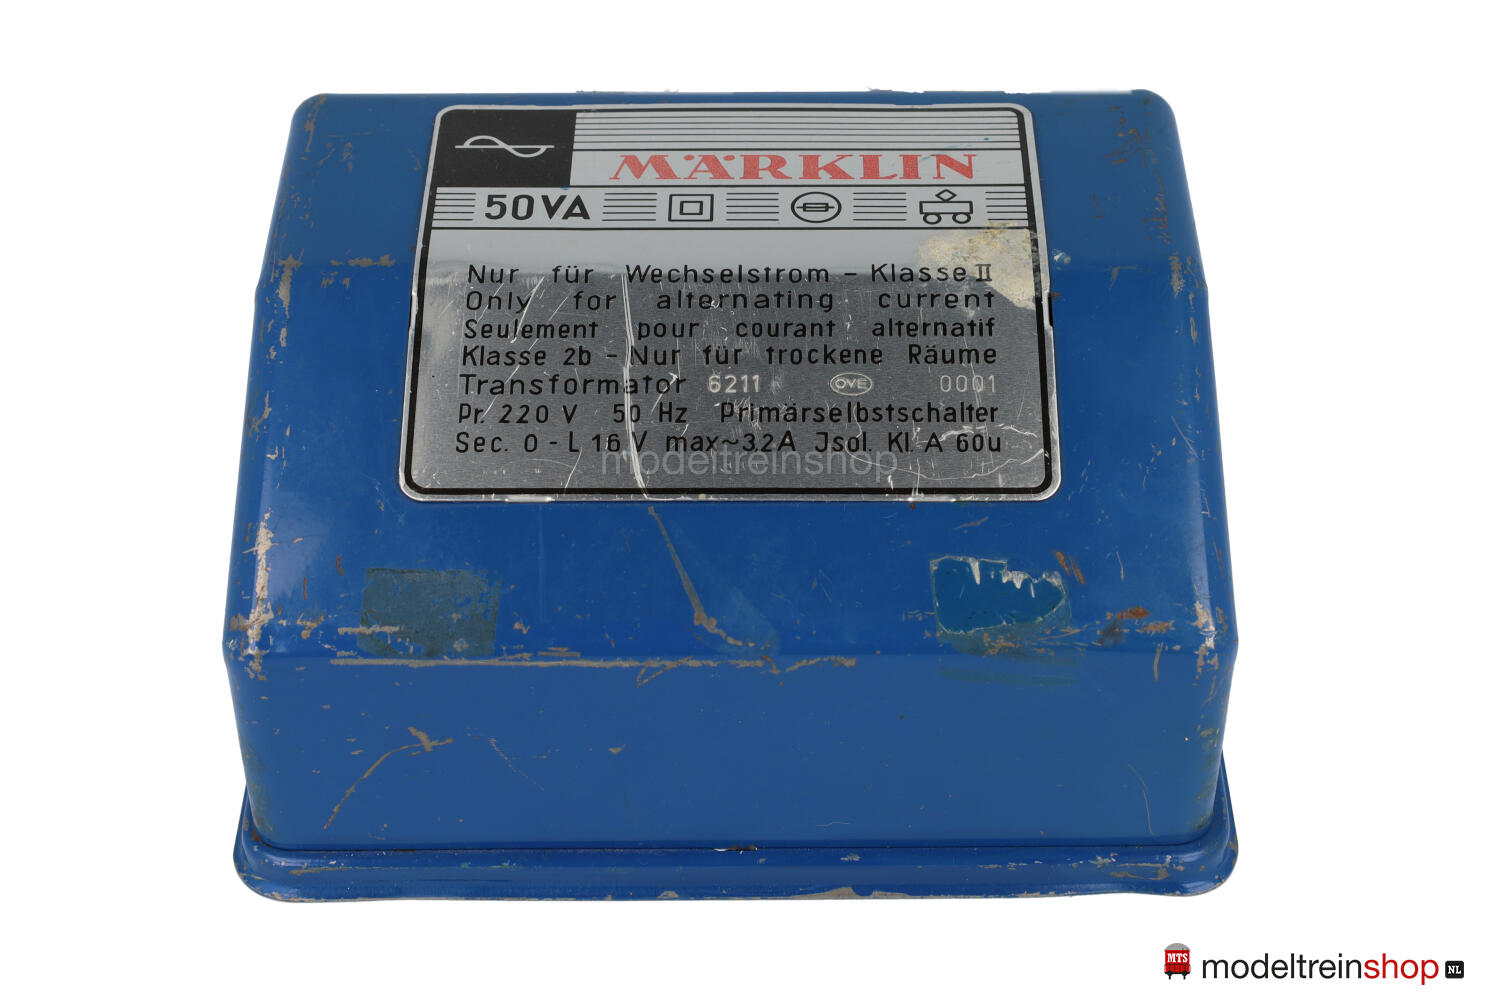 MÄRKLIN
50VA
Nur für Wechselstrom - Klasse II
Only for alternating current
Seulement pour courant alternatif
Klasse 2b - Nur für trockene Räume
Transformator 6211 OVE 0001
Pr. 220 V 50 Hz Primärselbstschalter
Sec. 0 - L 16 V max~3.2A Jsol. Kl. A 60u
modeltreinshop
MTS modeltreinshop NL